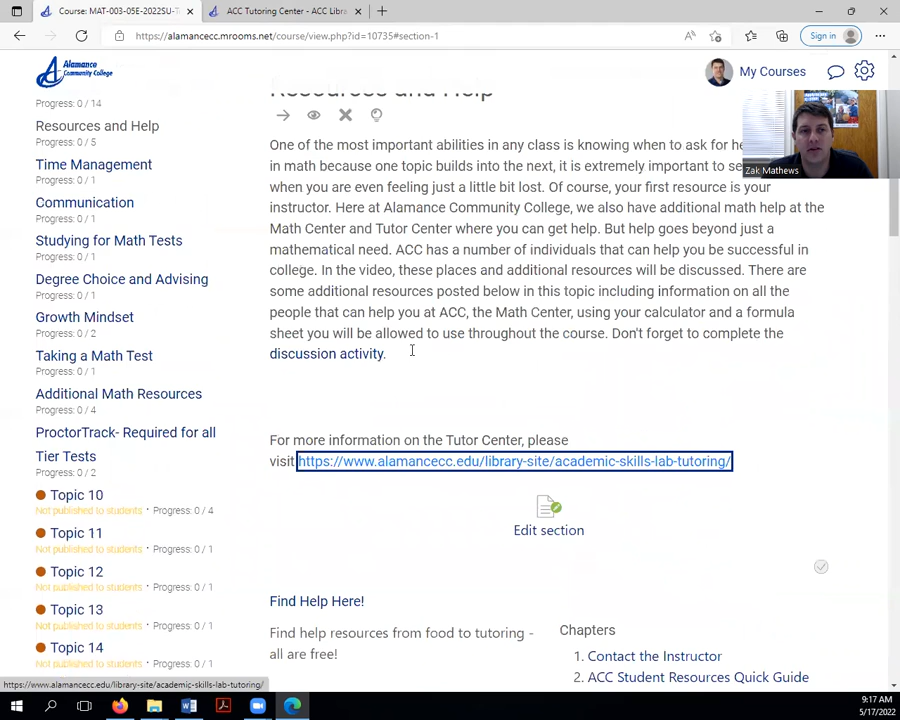 Course: MAT-003-05E-2022SU-
ACC Tutoring Center - ACC Libra
https://alamancecc.mrooms.net/course/view.php?id=10735#section-1
Sign in
Alamance
Community College
My Courses
Progress: 0 / 14
Resources and Help
Progress: 0 / 5
Time Management
Progress: 0 / 1
Communication
Progress: 0 / 1
Studying for Math Tests
Progress: 0 / 1
Degree Choice and Advising
Progress: 0 / 1
Growth Mindset
Progress: 0 / 2
Taking a Math Test
Progress: 0 / 1
Additional Math Resources
Progress: 0 / 4
ProctorTrack- Required for all
Tier Tests
Progress: 0 / 2
Topic 10
Not published to students · Progress: 0 / 4
Topic 11
Not published to students · Progress: 0 / 1
Topic 12
Not published to students · Progress: 0 / 1
Topic 13
Not published to students · Progress: 0 / 1
Topic 14
Not published to students · Progress: 0 / 1
Resources and Help
One of the most important abilities in any class is knowing when to ask for he
in math because one topic builds into the next, it is extremely important to se
when you are even feeling just a little bit lost. Of course, your first resource is your
instructor. Here at Alamance Community College, we also have additional math help at the
Math Center and Tutor Center where you can get help. But help goes beyond just a
mathematical need. ACC has a number of individuals that can help you be successful in
college. In the video, these places and additional resources will be discussed. There are
some additional resources posted below in this topic including information on all the
people that can help you at ACC, the Math Center, using your calculator and a formula
sheet you will be allowed to use throughout the course. Don't forget to complete the
discussion activity.
For more information on the Tutor Center, please
visit https://www.alamancecc.edu/library-site/academic-skills-lab-tutoring/
Edit section
Find Help Here!
Find help resources from food to tutoring -
all are free!
Chapters
1. Contact the Instructor
2. ACC Student Resources Quick Guide
Zak Mathews
https://www.alamancecc.edu/library-site/academic-skills-lab-tutoring/
9:17 AM
5/17/2022